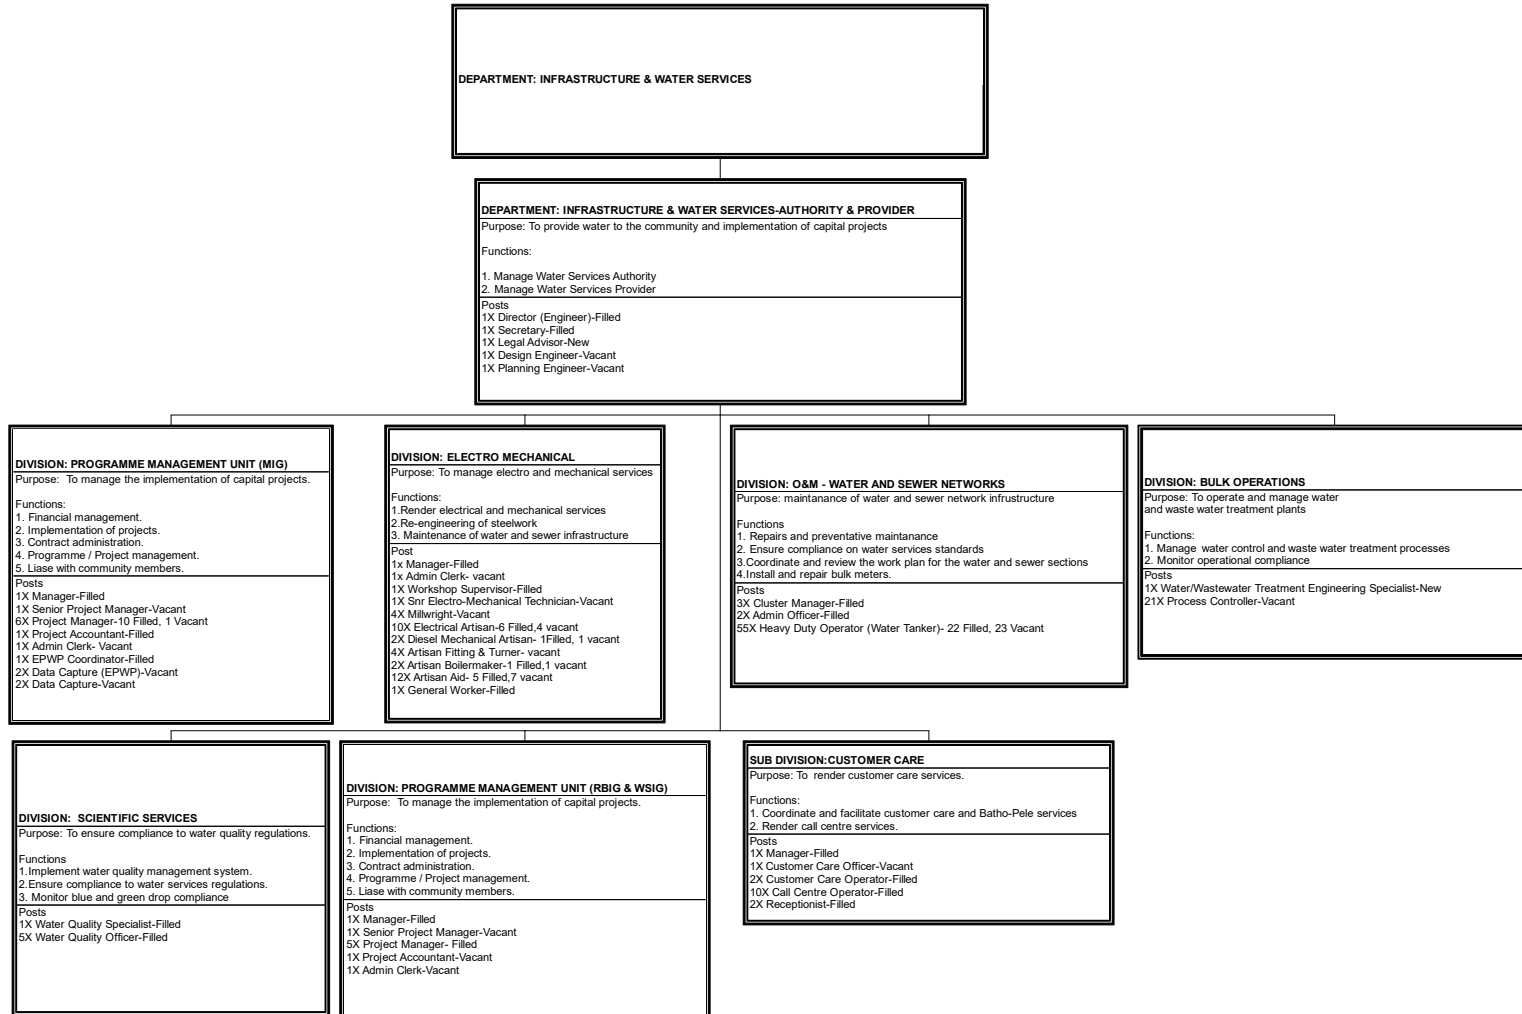 DEPARTMENT: INFRASTRUCTURE & WATER SERVICES
DEPARTMENT: INFRASTRUCTURE & WATER SERVICES-AUTHORITY & PROVIDER
Purpose: To provide water to the community and implementation of capital projects
Functions:
1. Manage Water Services Authority
2. Manage Water Services Provider
Posts
1X Director (Engineer)-Filled
1X Secretary-Filled
1X Legal Advisor-New
1X Design Engineer-Vacant
1X Planning Engineer-Vacant
DIVISION: PROGRAMME MANAGEMENT UNIT (MIG)
Purpose: To manage the implementation of capital projects.
Functions:
1. Financial management.
2. Implementation of projects.
3. Contract administration.
4. Programme / Project management.
5. Liase with community members.
Posts
1X Manager-Filled
1X Senior Project Manager-Vacant
6X Project Manager-10 Filled, 1 Vacant
1X Project Accountant-Filled
1X Admin Clerk- Vacant
1X EPWP Coordinator-Filled
2X Data Capture (EPWP)-Vacant
2X Data Capture-Vacant
DIVISION: ELECTRO MECHANICAL
Purpose: To manage electro and mechanical services
Functions:
1.Render electrical and mechanical services
2.Re-engineering of steelwork
3. Maintenance of water and sewer infrastructure
Post
1x Manager-Filled
1x Admin Clerk- vacant
1X Workshop Supervisor-Filled
1X Snr Electro-Mechanical Technician-Vacant
4X Millwright-Vacant
10X Electrical Artisan-6 Filled,4 vacant
2X Diesel Mechanical Artisan- 1Filled, 1 vacant
4X Artisan Fitting & Turner- vacant
2X Artisan Boilermaker-1 Filled,1 vacant
12X Artisan Aid- 5 Filled,7 vacant
1X General Worker-Filled
DIVISION: O&M - WATER AND SEWER NETWORKS
Purpose: maintanance of water and sewer network infrustructure
Functions
1. Repairs and preventative maintanance
2. Ensure compliance on water services standards
3.Coordinate and review the work plan for the water and sewer sections
4.Install and repair bulk meters.
Posts
3X Cluster Manager-Filled
2X Admin Officer-Filled
55X Heavy Duty Operator (Water Tanker)- 22 Filled, 23 Vacant
DIVISION: BULK OPERATIONS
Purpose: To operate and manage water
and waste water treatment plants
Functions:
1. Manage water control and waste water treatment processes
2. Monitor operational compliance
Posts
1X Water/Wastewater Treatment Engineering Specialist-New
21X Process Controller-Vacant
DIVISION: SCIENTIFIC SERVICES
Purpose: To ensure compliance to water quality regulations.
Functions
1.Implement water quality management system.
2.Ensure compliance to water services regulations.
3. Monitor blue and green drop compliance
Posts
1X Water Quality Specialist-Filled
5X Water Quality Officer-Filled
DIVISION: PROGRAMME MANAGEMENT UNIT (RBIG & WSIG)
Purpose: To manage the implementation of capital projects.
Functions:
1. Financial management.
2. Implementation of projects.
3. Contract administration.
4. Programme / Project management.
5. Liase with community members.
Posts
1X Manager-Filled
1X Senior Project Manager-Vacant
5X Project Manager- Filled
1X Project Accountant-Vacant
1X Admin Clerk-Vacant
SUB DIVISION:CUSTOMER CARE
Purpose: To render customer care services.
Functions:
1. Coordinate and facilitate customer care and Batho-Pele services
2. Render call centre services.
Posts
1X Manager-Filled
1X Customer Care Officer-Vacant
2X Customer Care Operator-Filled
10X Call Centre Operator-Filled
2X Receptionist-Filled